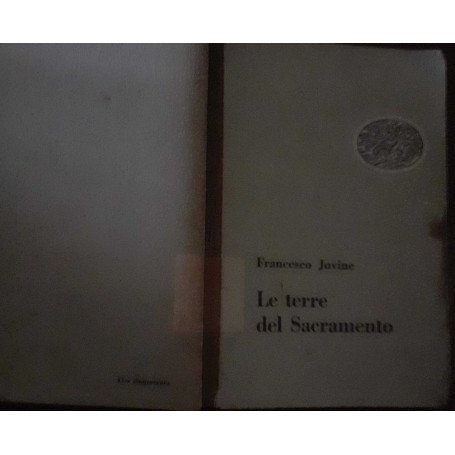 Francesco Jovine
Le terre
del Sacramento